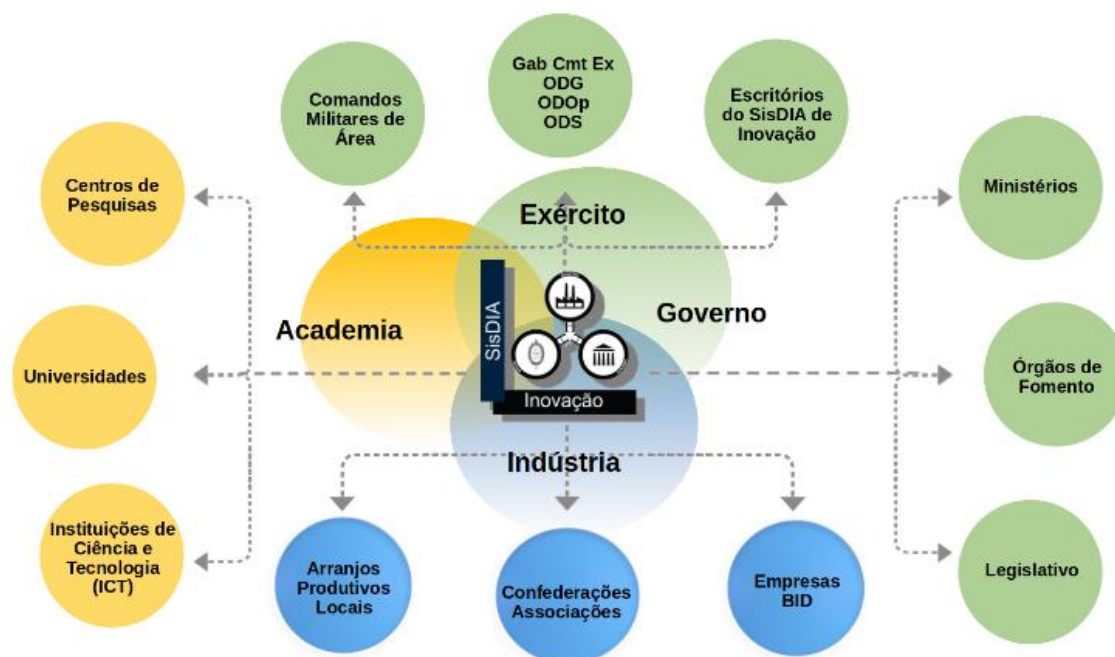 Gab Cmt Ex
ODG
ODOp
ODS
Comandos
Militares de
Área
Escritórios
do SisDIA de
Inovação
Centros de
Pesquisas
Ministérios
Exército
Academia
Governo
SisDIA
Inovação
Universidades
Órgãos de
Fomento
Indústria
Instituições de
Ciência e
Tecnologia
(ICT)
Arranjos
Produtivos
Locais
Confederações
Associações
Empresas
BID
Legislativo